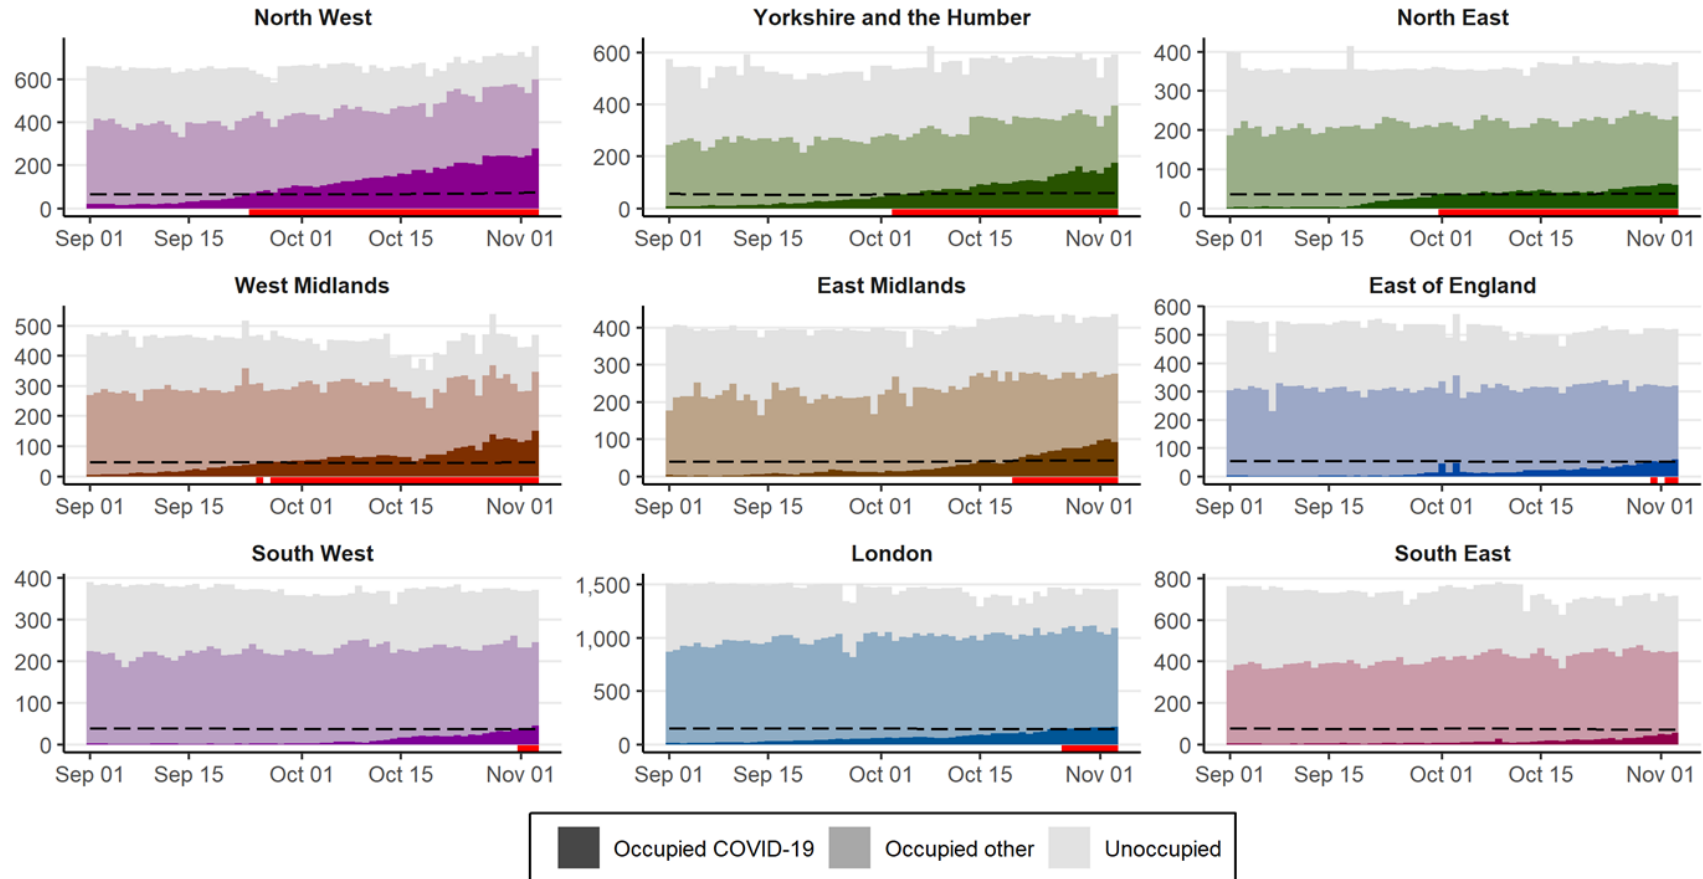 North West
Yorkshire and the Humber
North East
600
400
200
0
600
400
200
0
400
300
200
100
0
Sep 01 Sep 15 Oct 01 Oct 15 Nov 01
Sep 01 Sep 15 Oct 01 Oct 15 Nov 01
Sep 01 Sep 15 Oct 01 Oct 15 Nov 01
West Midlands
East Midlands
East of England
500
400
300
200
100
0
400
300
200
100
0
600
500
400
300
200
100
0
Sep 01 Sep 15 Oct 01 Oct 15 Nov 01
Sep 01 Sep 15 Oct 01 Oct 15 Nov 01
Sep 01 Sep 15 Oct 01 Oct 15 Nov 01
South West
London
South East
400
300
200
100
0
1,500
1,000
500
0
800
600
400
200
0
Sep 01 Sep 15 Oct 01 Oct 15 Nov 01
Sep 01 Sep 15 Oct 01 Oct 15 Nov 01
Sep 01 Sep 15 Oct 01 Oct 15 Nov 01
Occupied COVID-19 Occupied other Unoccupied